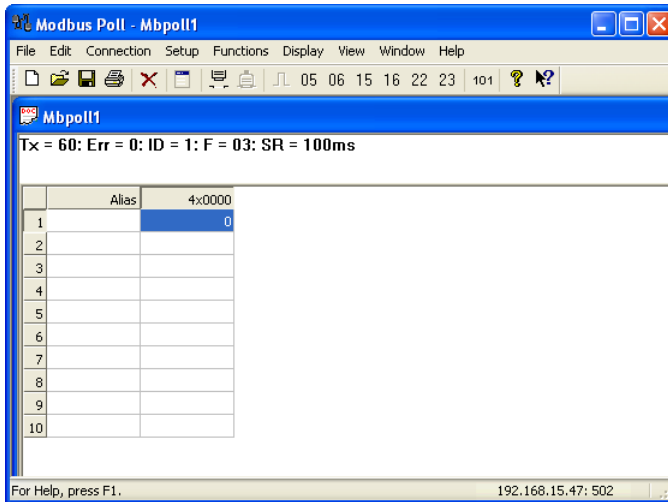 Modbus Poll - Mbpoll1
File Edit Connection Setup Functions Display View Window Help
05 06 15 16 22 23 101
Mbpoll1
Tx = 60: Err = 0: ID = 1: F = 03: SR = 100ms
Alias 4x0000
1 0
2
3
4
5
6
7
8
9
10
For Help, press F1. 192.168.15.47: 502